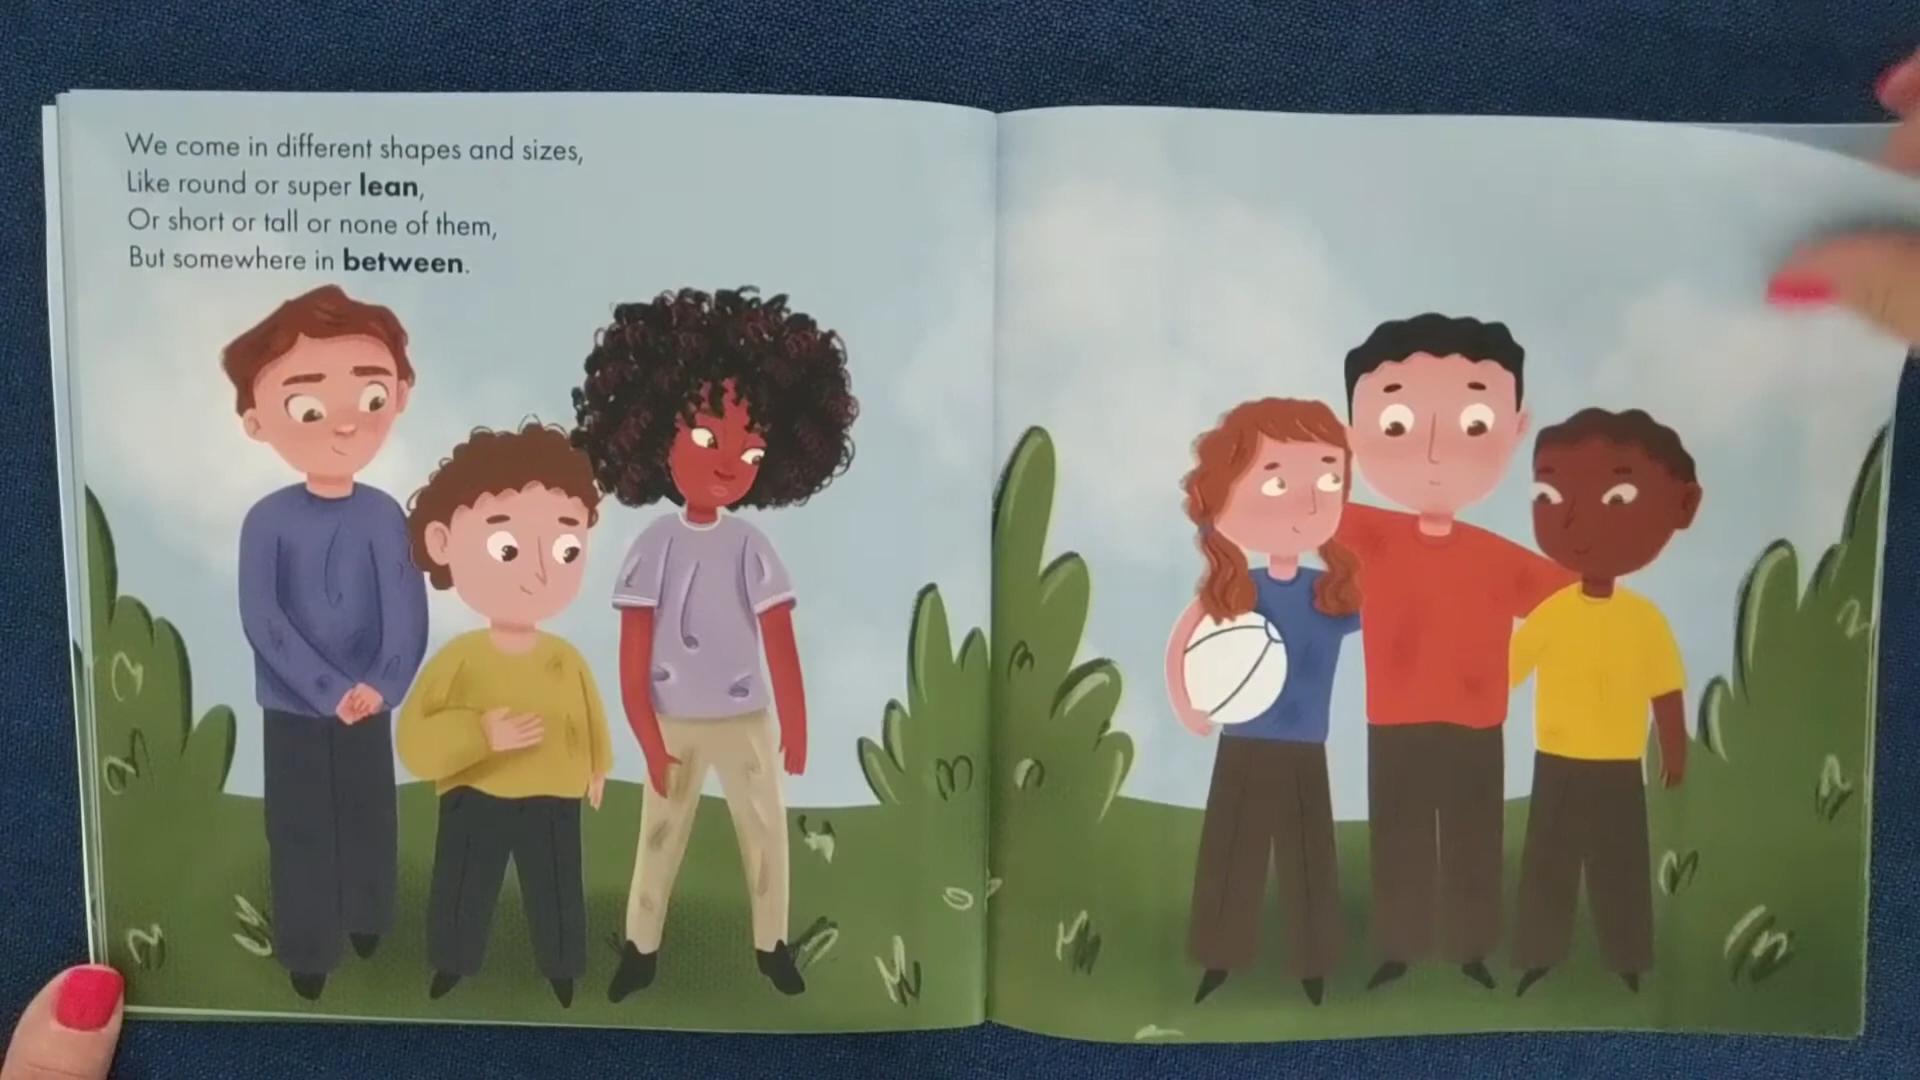 We come in different shapes and sizes,
Like round or super lean,
Or short or tall or none of them,
But somewhere in between.